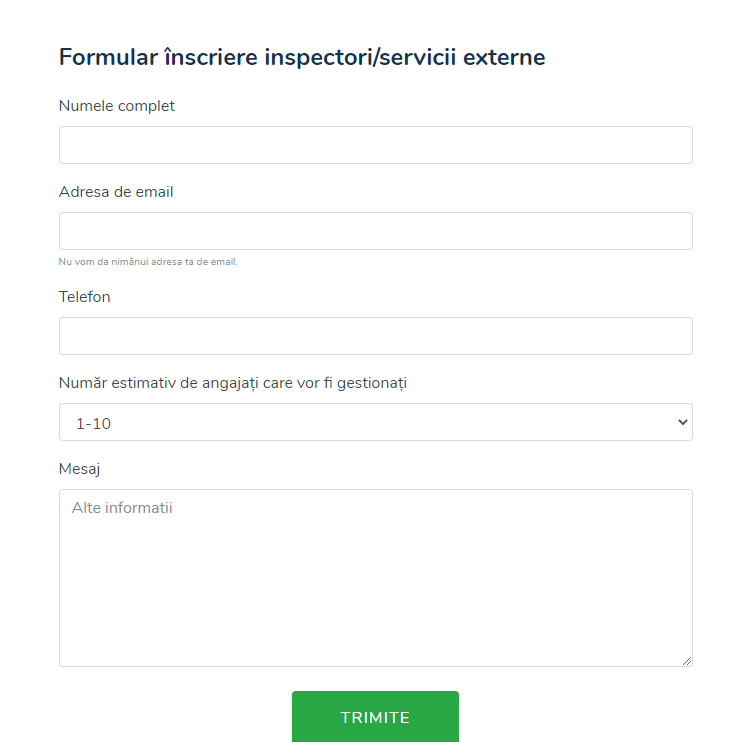 Formular înscriere inspectori/servicii externe
Numele complet
Adresa de email
Nu vom da nimănui adresa ta de email.
Telefon
Număr estimativ de angajați care vor fi gestionați
1-10
Mesaj
Alte informatii
TRIMITE